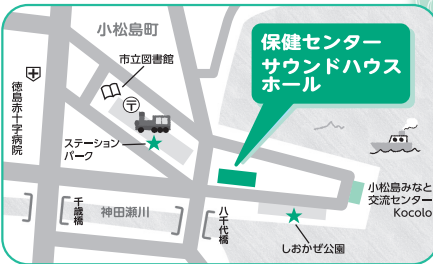 小松島町
保健センター
サウンドハウス
ホール
市立図書館
〒
徳島赤十字病院
ステーション
パーク
小松島みなと
交流センター
Kocolo
千歳橋
神田瀬川
八千代橋
しおかぜ公園